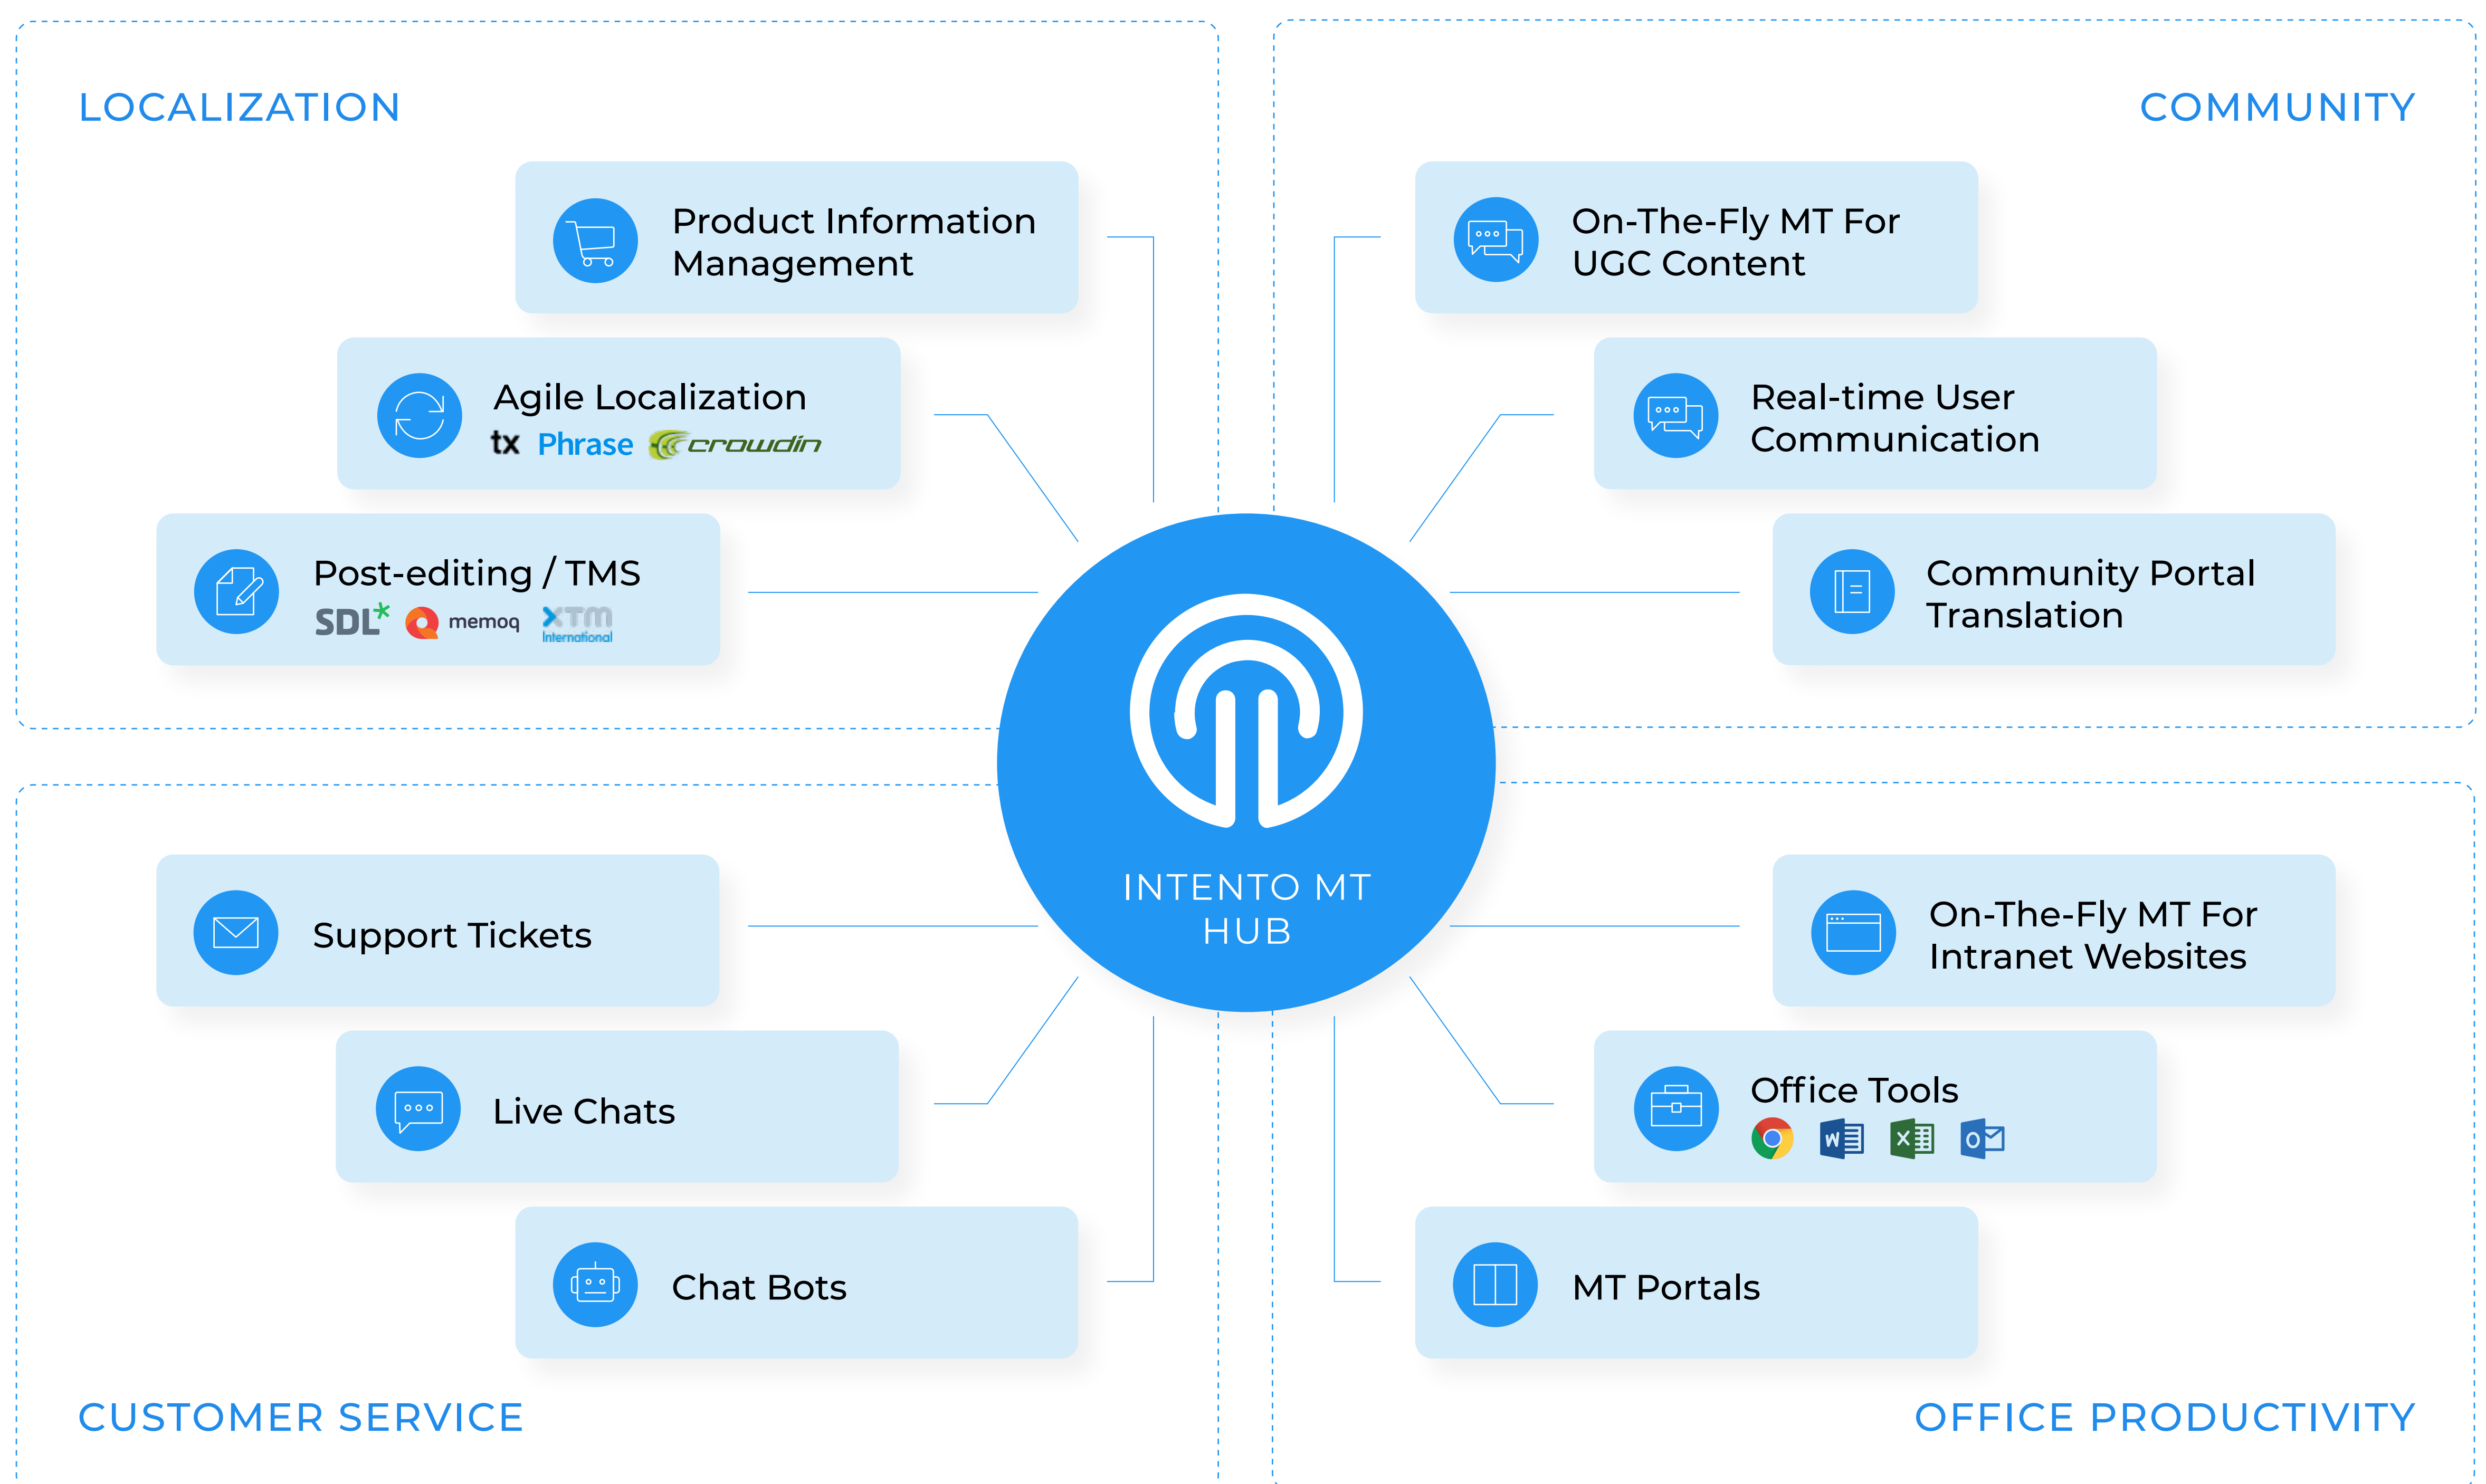 LOCALIZATION
Product Information
Management
Agile Localization
tx Phrase crowdin
Post-editing / TMS
SDL* memoq XTM
International
COMMUNITY
On-The-Fly MT For
UGC Content
Real-time User
Communication
Community Portal
Translation
INTENTO MT
HUB
Support Tickets
Live Chats
Chat Bots
CUSTOMER SERVICE
On-The-Fly MT For
Intranet Websites
Office Tools
W X O
MT Portals
OFFICE PRODUCTIVITY